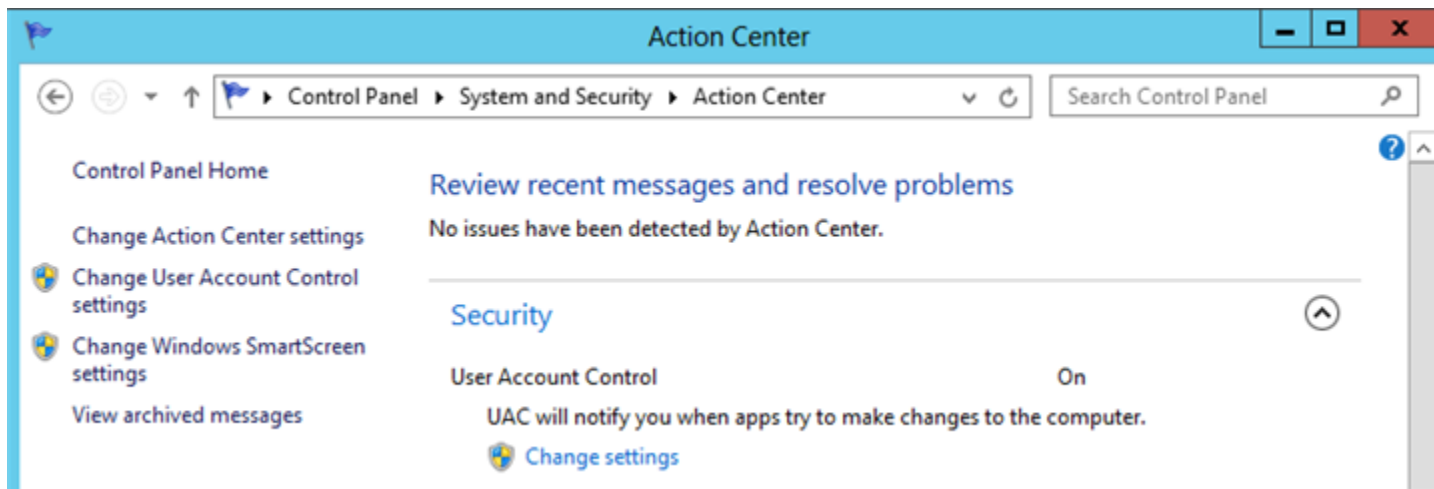 Action Center
Control Panel ▸ System and Security ▸ Action Center
Search Control Panel
Control Panel Home
Change Action Center settings
Change User Account Control
settings
Change Windows SmartScreen
settings
View archived messages
Review recent messages and resolve problems
No issues have been detected by Action Center.
Security
User Account Control On
UAC will notify you when apps try to make changes to the computer.
Change settings